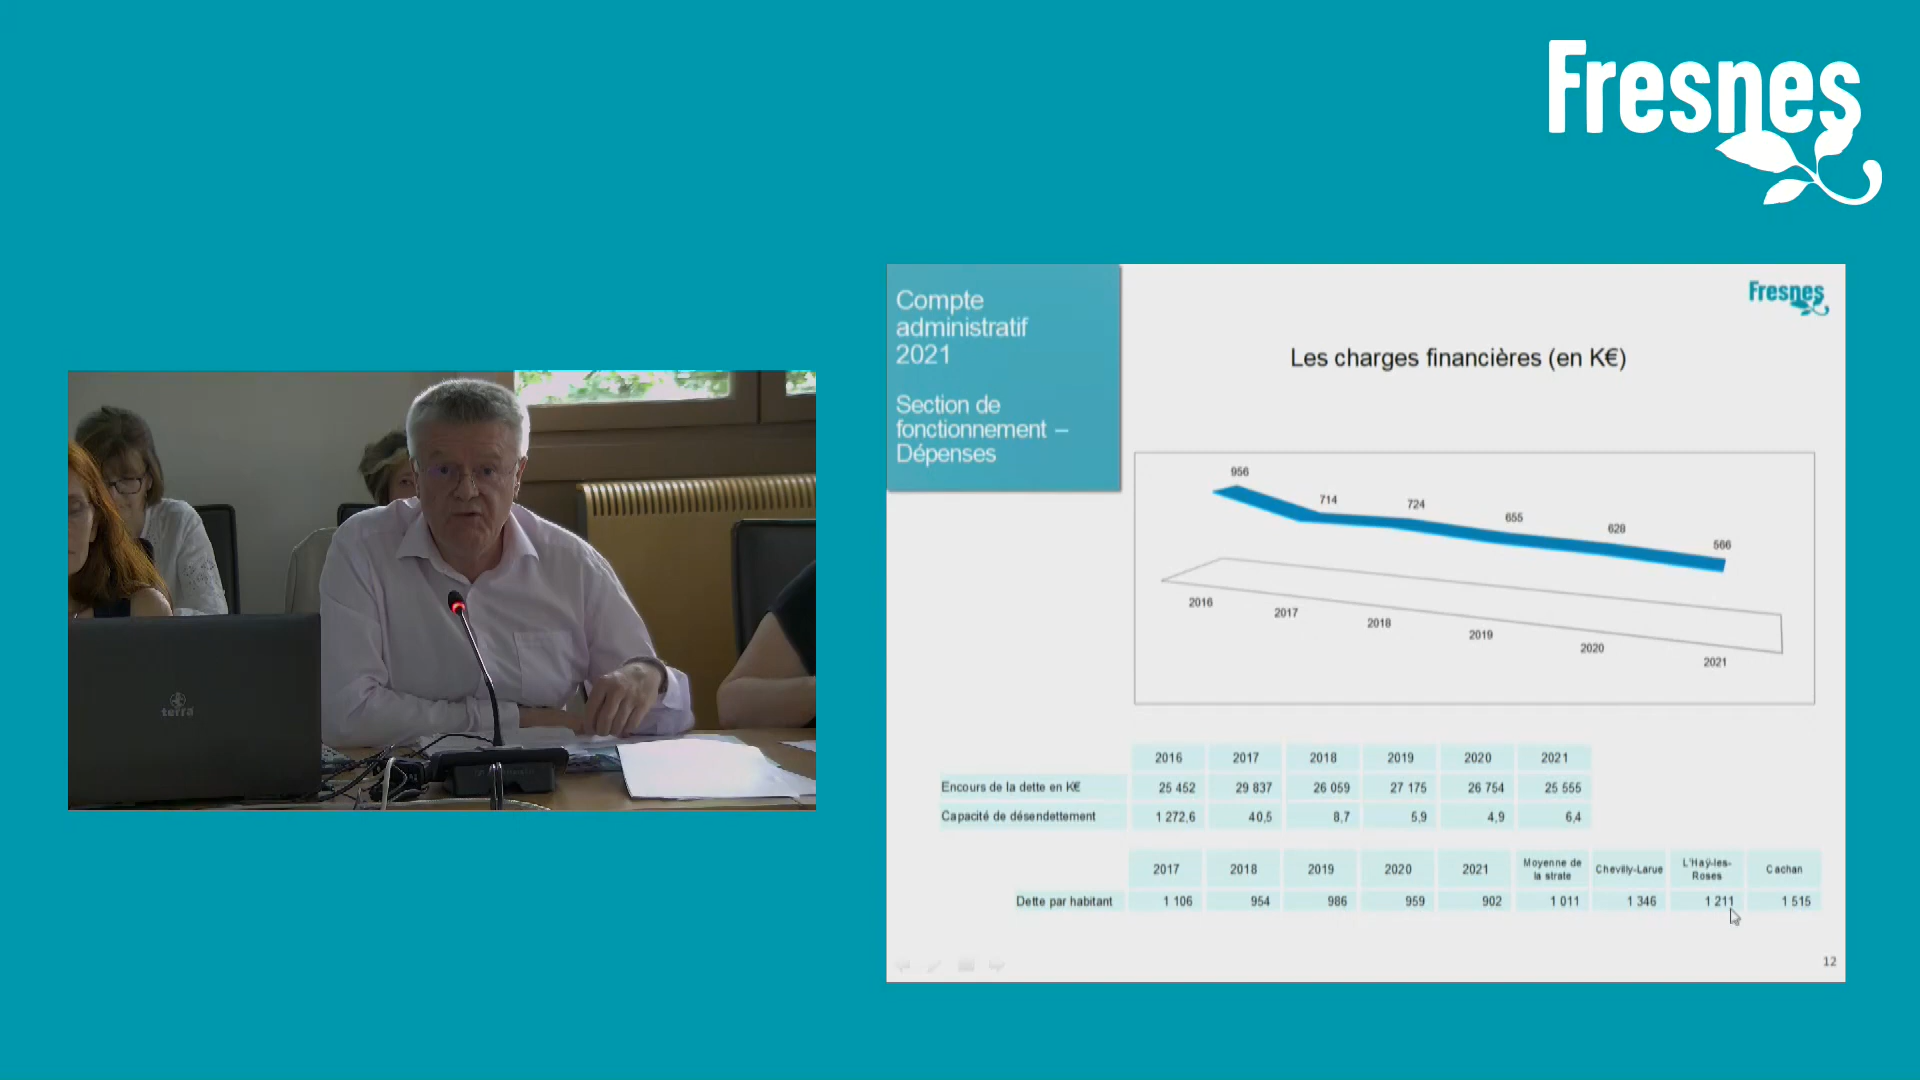 Fresnes
Compte
administratif
2021
Section de
fonctionnement –
Dépenses
Fresnes
Les charges financières (en K€)
956
714
724
655
628
566
2016
2017
2018
2019
2020
2021
2016 2017 2018 2019 2020 2021
Encours de la dette en K€ 25 452 29 837 26 059 27 175 26 754 25 555
Capacité de désendettement 1 272,6 40,5 8,7 5,9 4,9 6,4
2017 2018 2019 2020 2021 Moyenne de la strate Chevilly-Larue L'Haÿ-les-Roses Cachan
Dette par habitant 1 106 954 986 959 902 1 011 1 346 1 211 1 515
12
terra